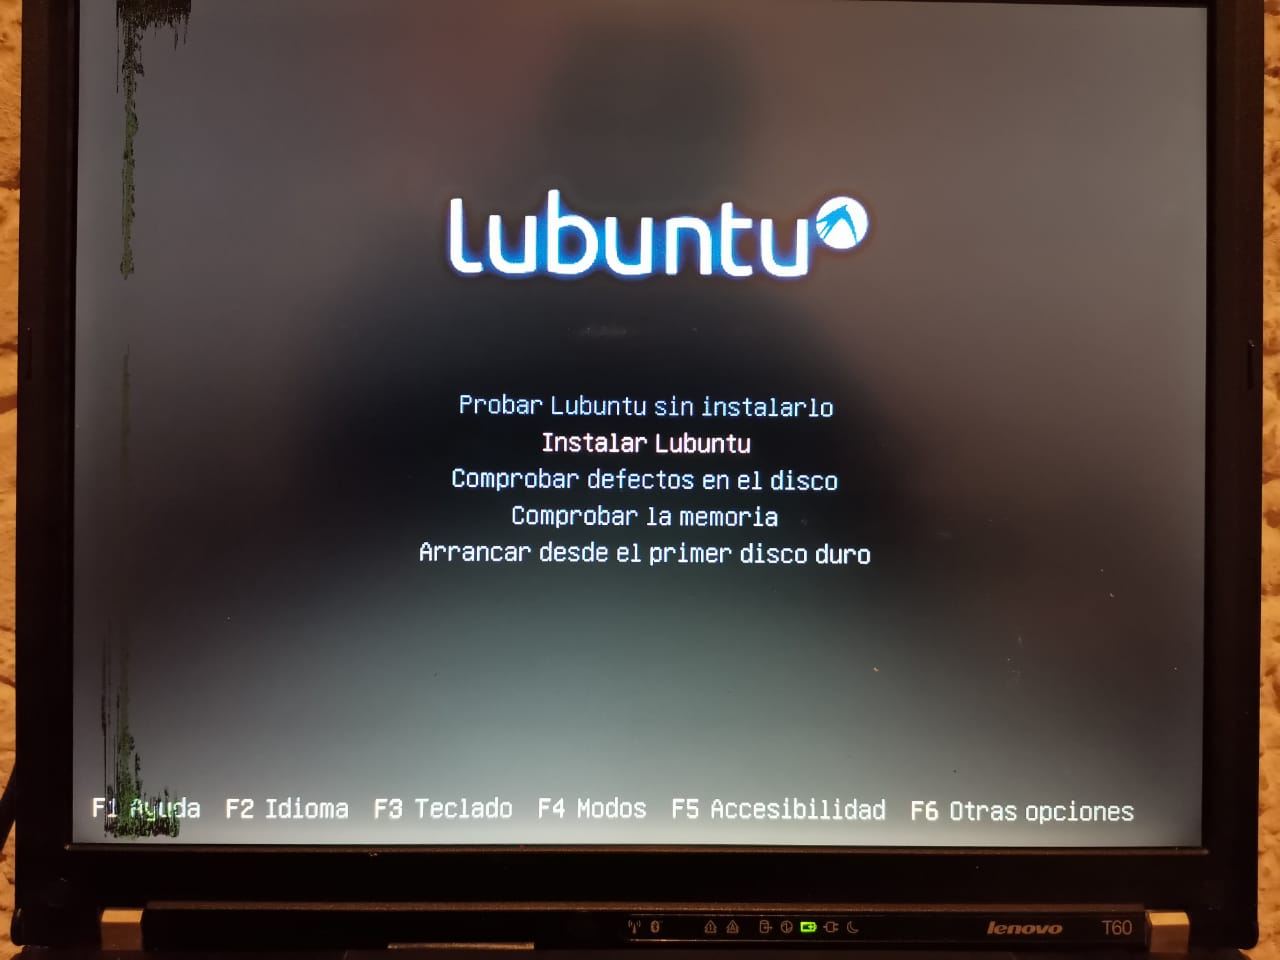 lubuntu
Probar Lubuntu sin instalarlo
Instalar Lubuntu
Comprobar defectos en el disco
Comprobar la memoria
Arrancar desde el primer disco duro
F1 Ayuda F2 Idioma F3 Teclado F4 Modos F5 Accesibilidad F6 Otras opciones
lenovo T60